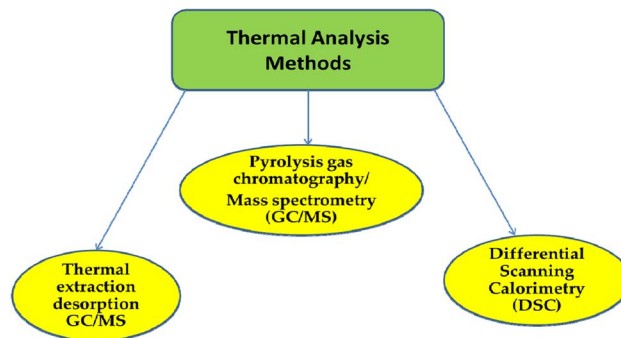 Thermal Analysis
Methods
Pyrolysis gas
chromatography/
Mass spectrometry
(GC/MS)
Thermal
extraction
desorption
GC/MS
Differential
Scanning
Calorimetry
(DSC)